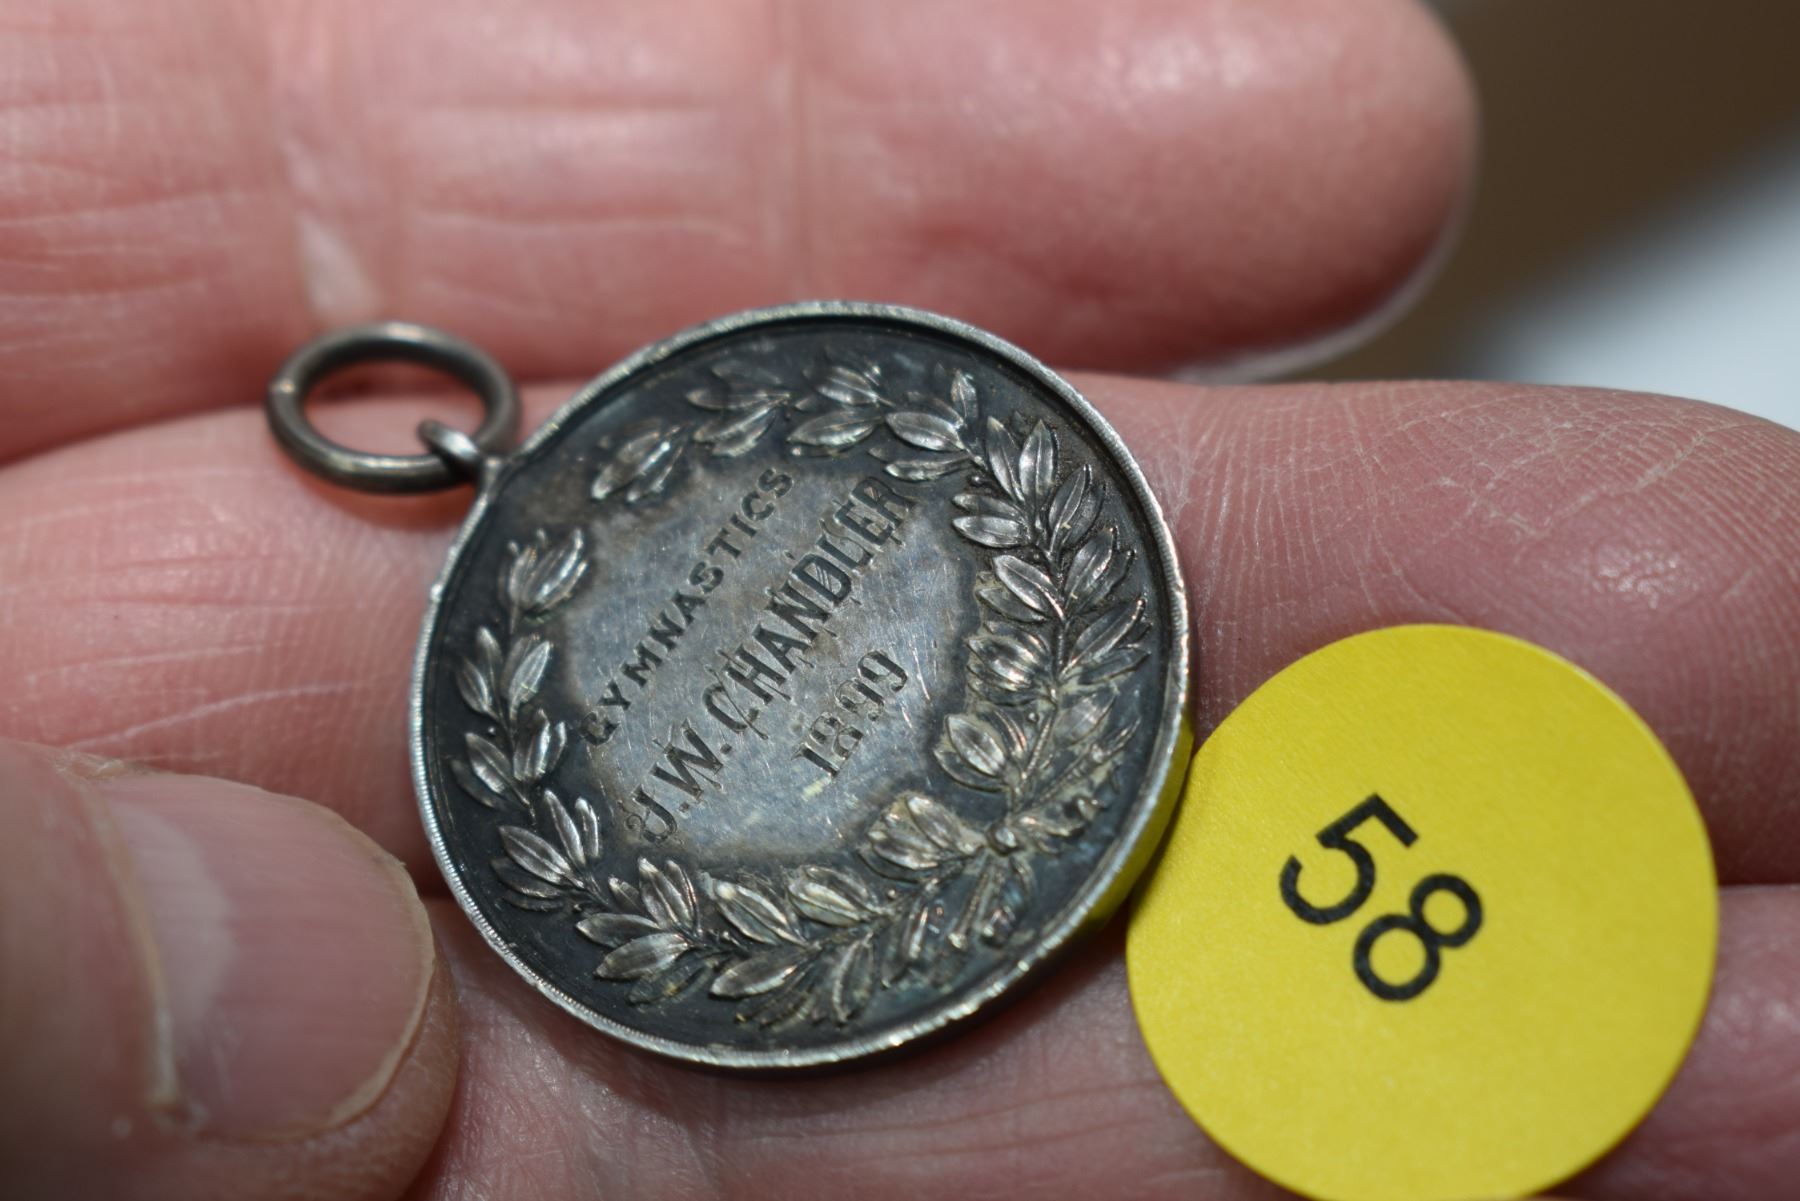 GYMNASTICS
J.W.CHANDLER
1899
58